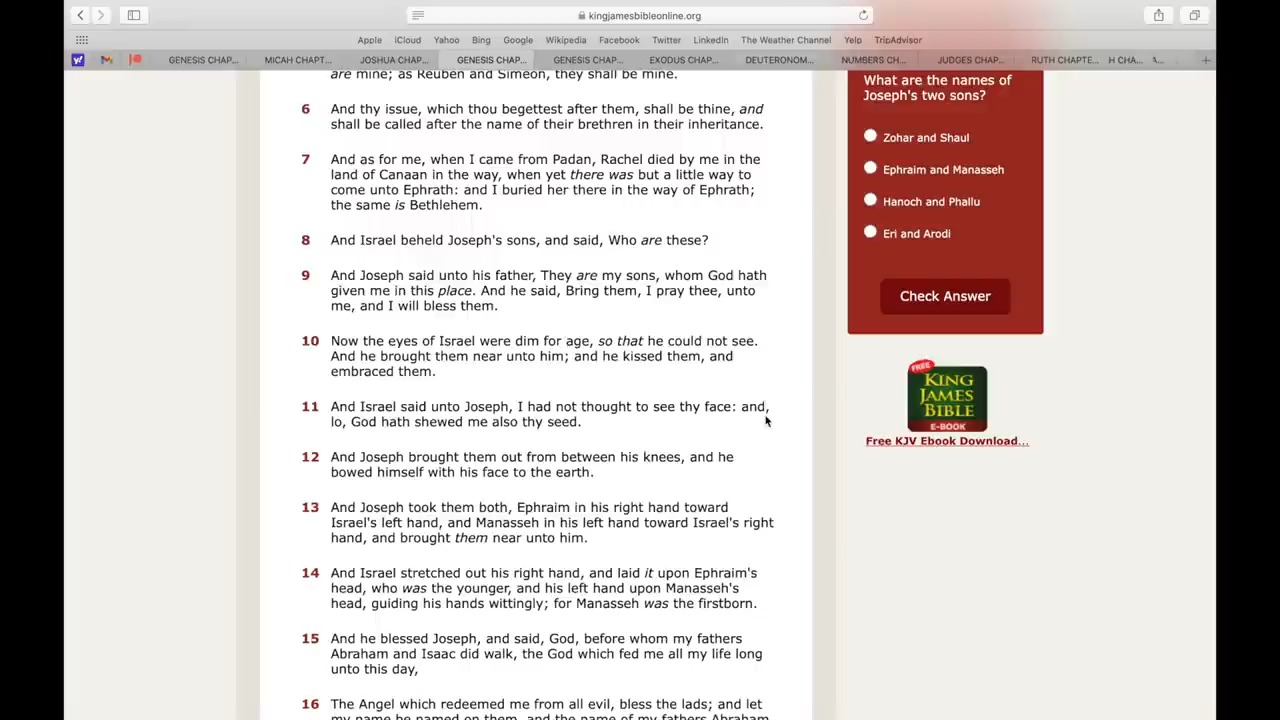 kingjamesbibleonline.org
Apple iCloud Yahoo Bing Google Wikipedia Facebook Twitter LinkedIn The Weather Channel Yelp TripAdvisor
GENESIS CHAP... MICAH CHAPT... JOSHUA CHAP... GENESIS CHAP... GENESIS CHAP... EXODUS CHAP... DEUTERONOM... NUMBERS CH... JUDGES CHAP... RUTH CHAPTE... H CHA...
are mine; as Reuben and Simeon, they shall be mine.
6 And thy issue, which thou begettest after them, shall be thine, and
shall be called after the name of their brethren in their inheritance.
7 And as for me, when I came from Padan, Rachel died by me in the
land of Canaan in the way, when yet there was but a little way to
come unto Ephrath: and I buried her there in the way of Ephrath;
the same is Bethlehem.
8 And Israel beheld Joseph's sons, and said, Who are these?
9 And Joseph said unto his father, They are my sons, whom God hath
given me in this place. And he said, Bring them, I pray thee, unto
me, and I will bless them.
10 Now the eyes of Israel were dim for age, so that he could not see.
And he brought them near unto him; and he kissed them, and
embraced them.
11 And Israel said unto Joseph, I had not thought to see thy face: and,
lo, God hath shewed me also thy seed.
12 And Joseph brought them out from between his knees, and he
bowed himself with his face to the earth.
13 And Joseph took them both, Ephraim in his right hand toward
Israel's left hand, and Manasseh in his left hand toward Israel's right
hand, and brought them near unto him.
14 And Israel stretched out his right hand, and laid it upon Ephraim's
head, who was the younger, and his left hand upon Manasseh's
head, guiding his hands wittingly; for Manasseh was the firstborn.
15 And he blessed Joseph, and said, God, before whom my fathers
Abraham and Isaac did walk, the God which fed me all my life long
unto this day,
16 The Angel which redeemed me from all evil, bless the lads; and let
my name be named on them, and the name of my fathers Abraham
What are the names of
Joseph's two sons?
Zohar and Shaul
Ephraim and Manasseh
Hanoch and Phallu
Eri and Arodi
Check Answer
FREE
KING
JAMES
BIBLE
E-BOOK
Free KJV Ebook Download...